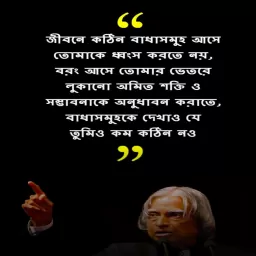 জীবনে কঠিন বাধাসমুহ আসে
তোমাকে ধ্বংস করতে নয়,
বরং আসে তোমার ভেতরে
লুকানো অমিত শক্তি ও
সম্ভাবনাকে অনুধাবন করাতে,
বাধাসমুহকে দেখাও যে
তুমিও কম কঠিন নও